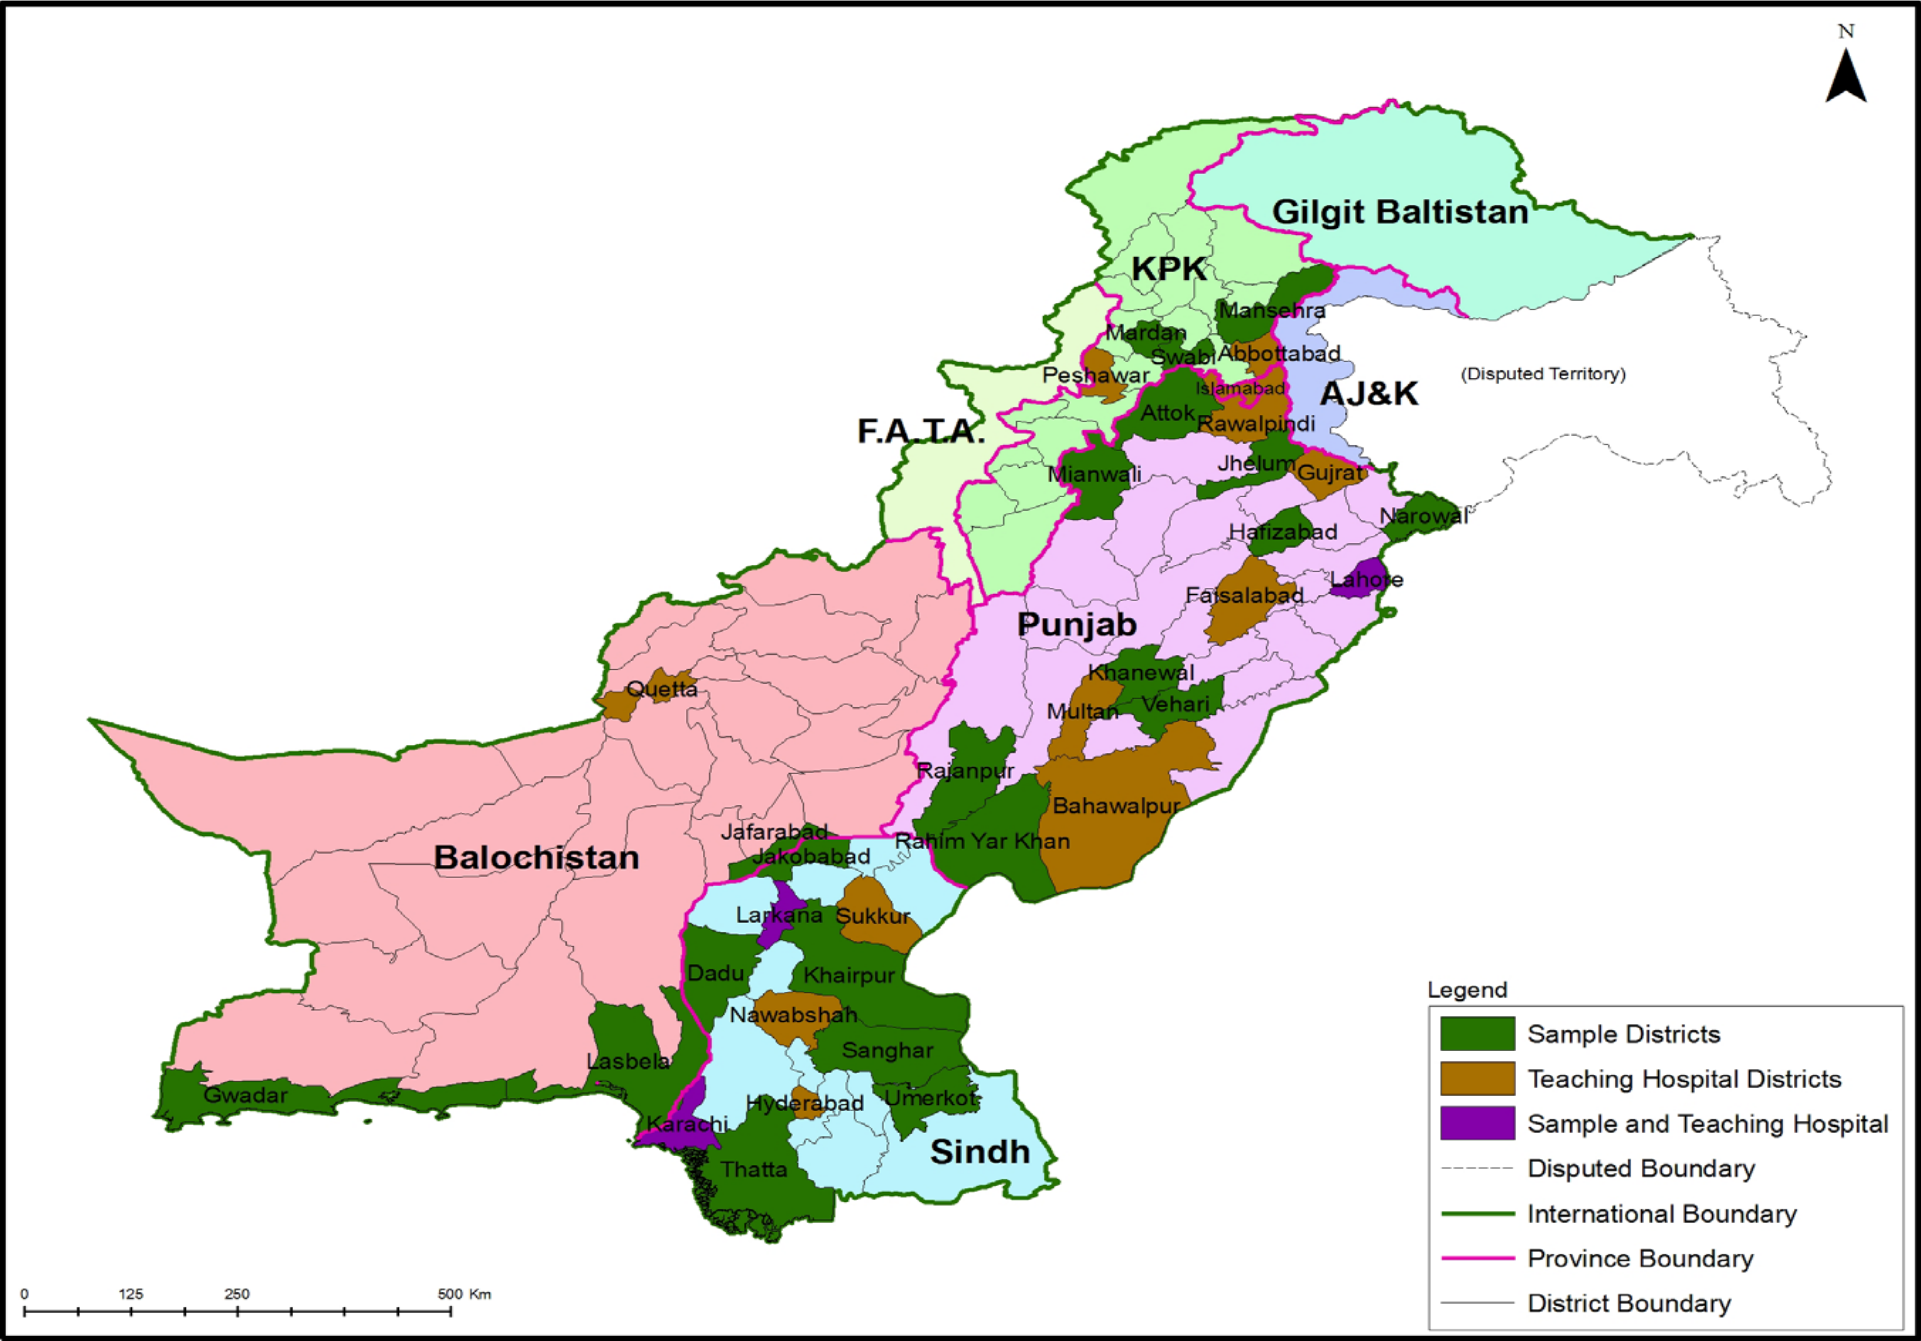 N
Gilgit Baltistan
KPK
Mansehra
Mardan
Swabi
Abbottabad
Peshawar
Islamabad
(Disputed Territory)
AJ&K
Attok
Rawalpindi
F.A.T.A.
Mianwali
Jhelum
Gujrat
Narowal
Hafizabad
Lahore
Faisalabad
Punjab
Khanewal
Quetta
Vehari
Multan
Rajanpur
Bahawalpur
Jafarabad
Rahim Yar Khan
Balochistan
Jakobabad
Larkana
Sukkur
Dadu
Khairpur
Nawabshah
Sanghar
Lasbela
Gwadar
Hyderabad
Umerkot
Karachi
Sindh
Thatta
Legend
Sample Districts
Teaching Hospital Districts
Sample and Teaching Hospital
Disputed Boundary
International Boundary
Province Boundary
District Boundary
0 125 250 500 Km